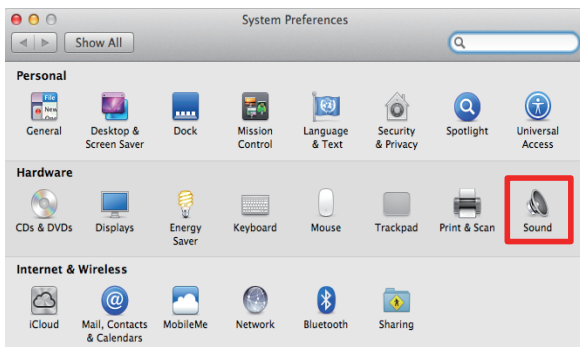 System Preferences
Show All
Personal
File
New
General
Desktop &
Screen Saver
Dock
Mission
Control
Language
& Text
Security
& Privacy
Spotlight
Universal
Access
Hardware
CDs & DVDs
Displays
Energy
Saver
Keyboard
Mouse
Trackpad
Print & Scan
Sound
Internet & Wireless
iCloud
Mail, Contacts
& Calendars
MobileMe
Network
Bluetooth
Sharing